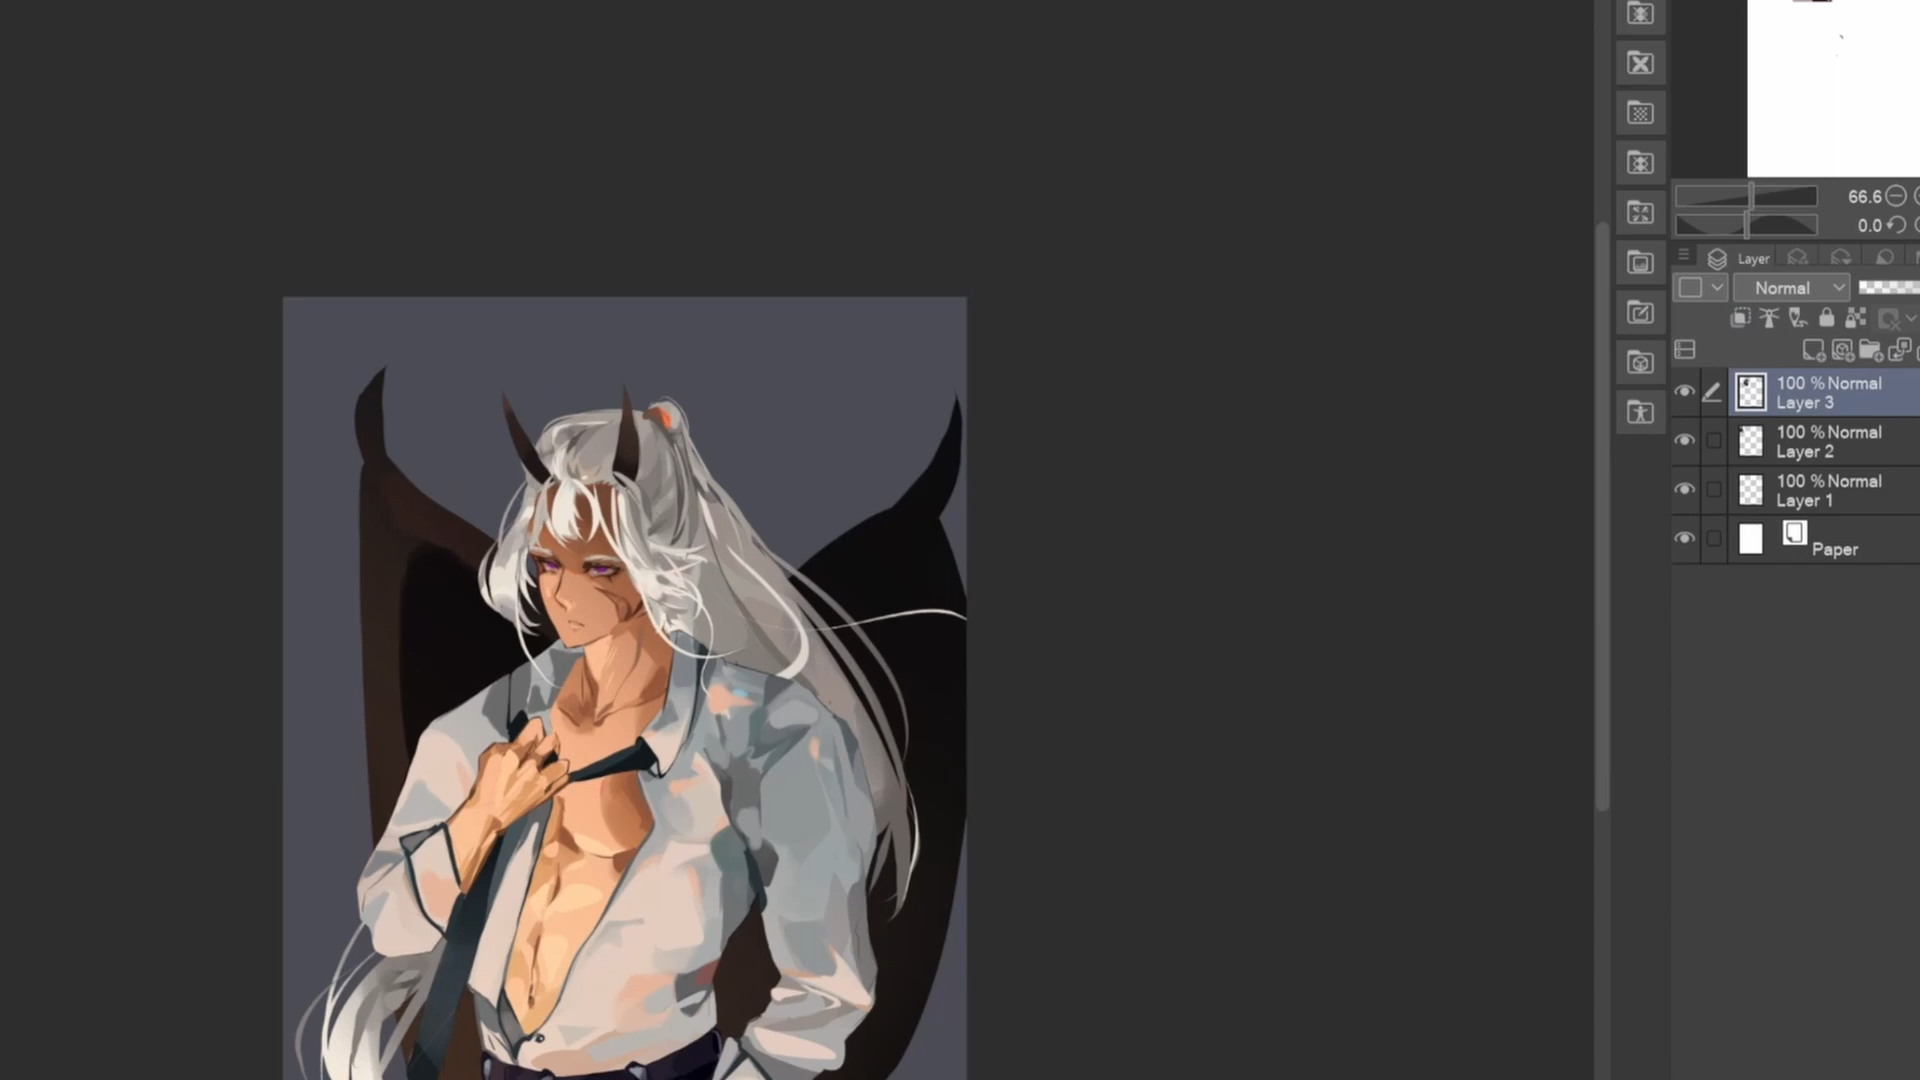 66.6
0.0
Layer
Normal
100 % Normal
Layer 3
100 % Normal
Layer 2
100 % Normal
Layer 1
Paper